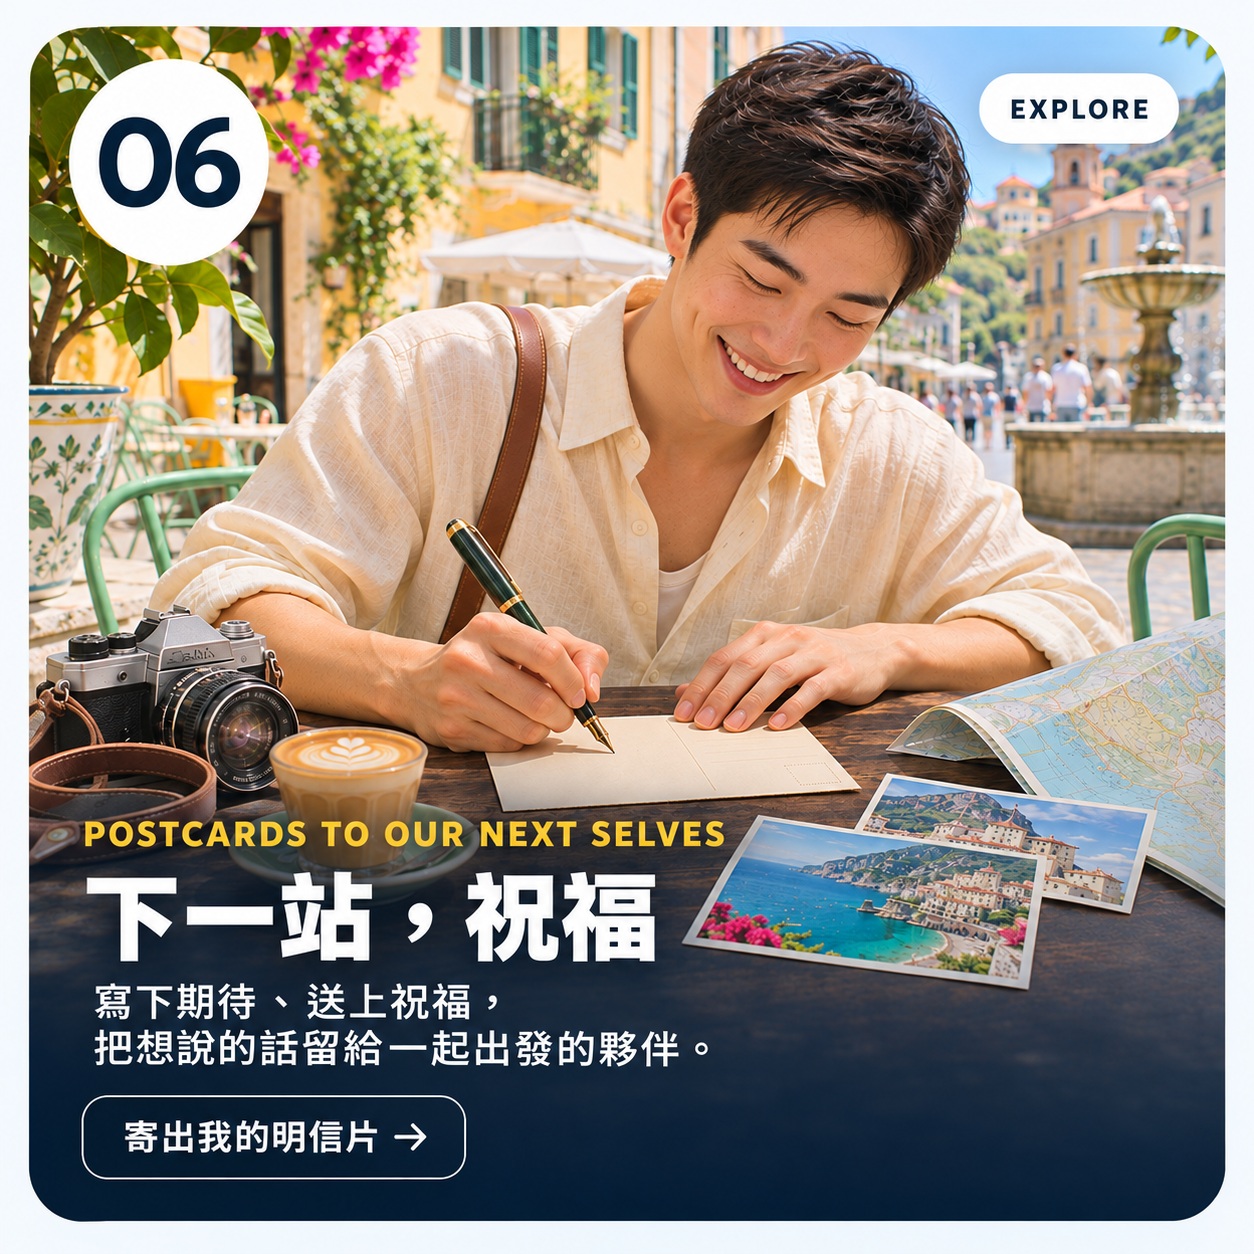 06
EXPLORE
POSTCARDS TO OUR NEXT SELVES
下一站，祝福
寫下期待、送上祝福，
把想說的話留給一起出發的夥伴。
寄出我的明信片 →